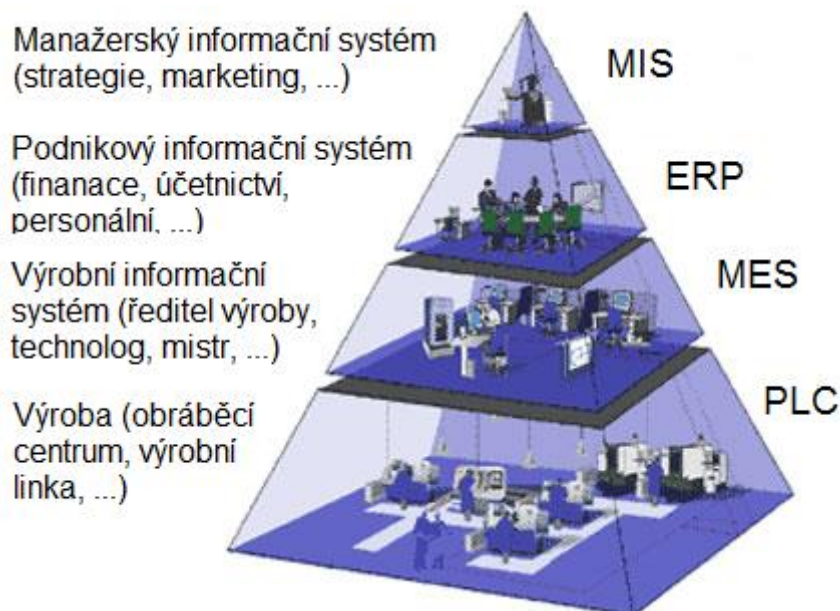 Manažerský informační systém
(strategie, marketing, ...)
MIS
Podnikový informační systém
(finanace, účetnictví,
personální, ...)
ERP
Výrobní informační
systém (ředitel výroby,
technolog, mistr, ...)
MES
Výroba (obráběcí
centrum, výrobní
linka, ...)
PLC